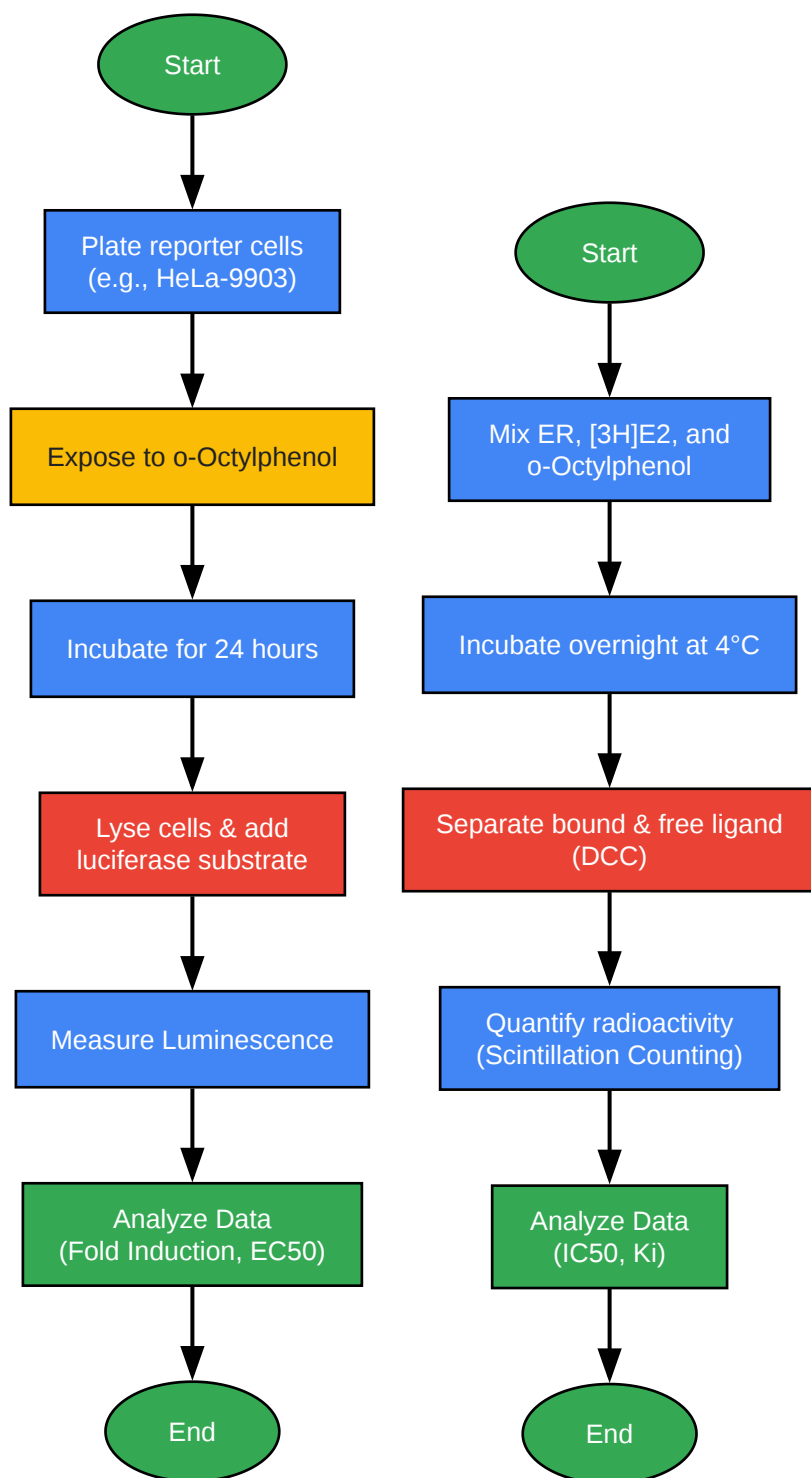 Start
Plate reporter cells
(e.g., HeLa-9903)
Expose to o-Octylphenol
Incubate for 24 hours
Lyse cells & add
luciferase substrate
Measure Luminescence
Analyze Data
(Fold Induction, EC50)
End
Start
Mix ER, [3H]E2, and
o-Octylphenol
Incubate overnight at 4°C
Separate bound & free ligand
(DCC)
Quantify radioactivity
(Scintillation Counting)
Analyze Data
(IC50, Ki)
End